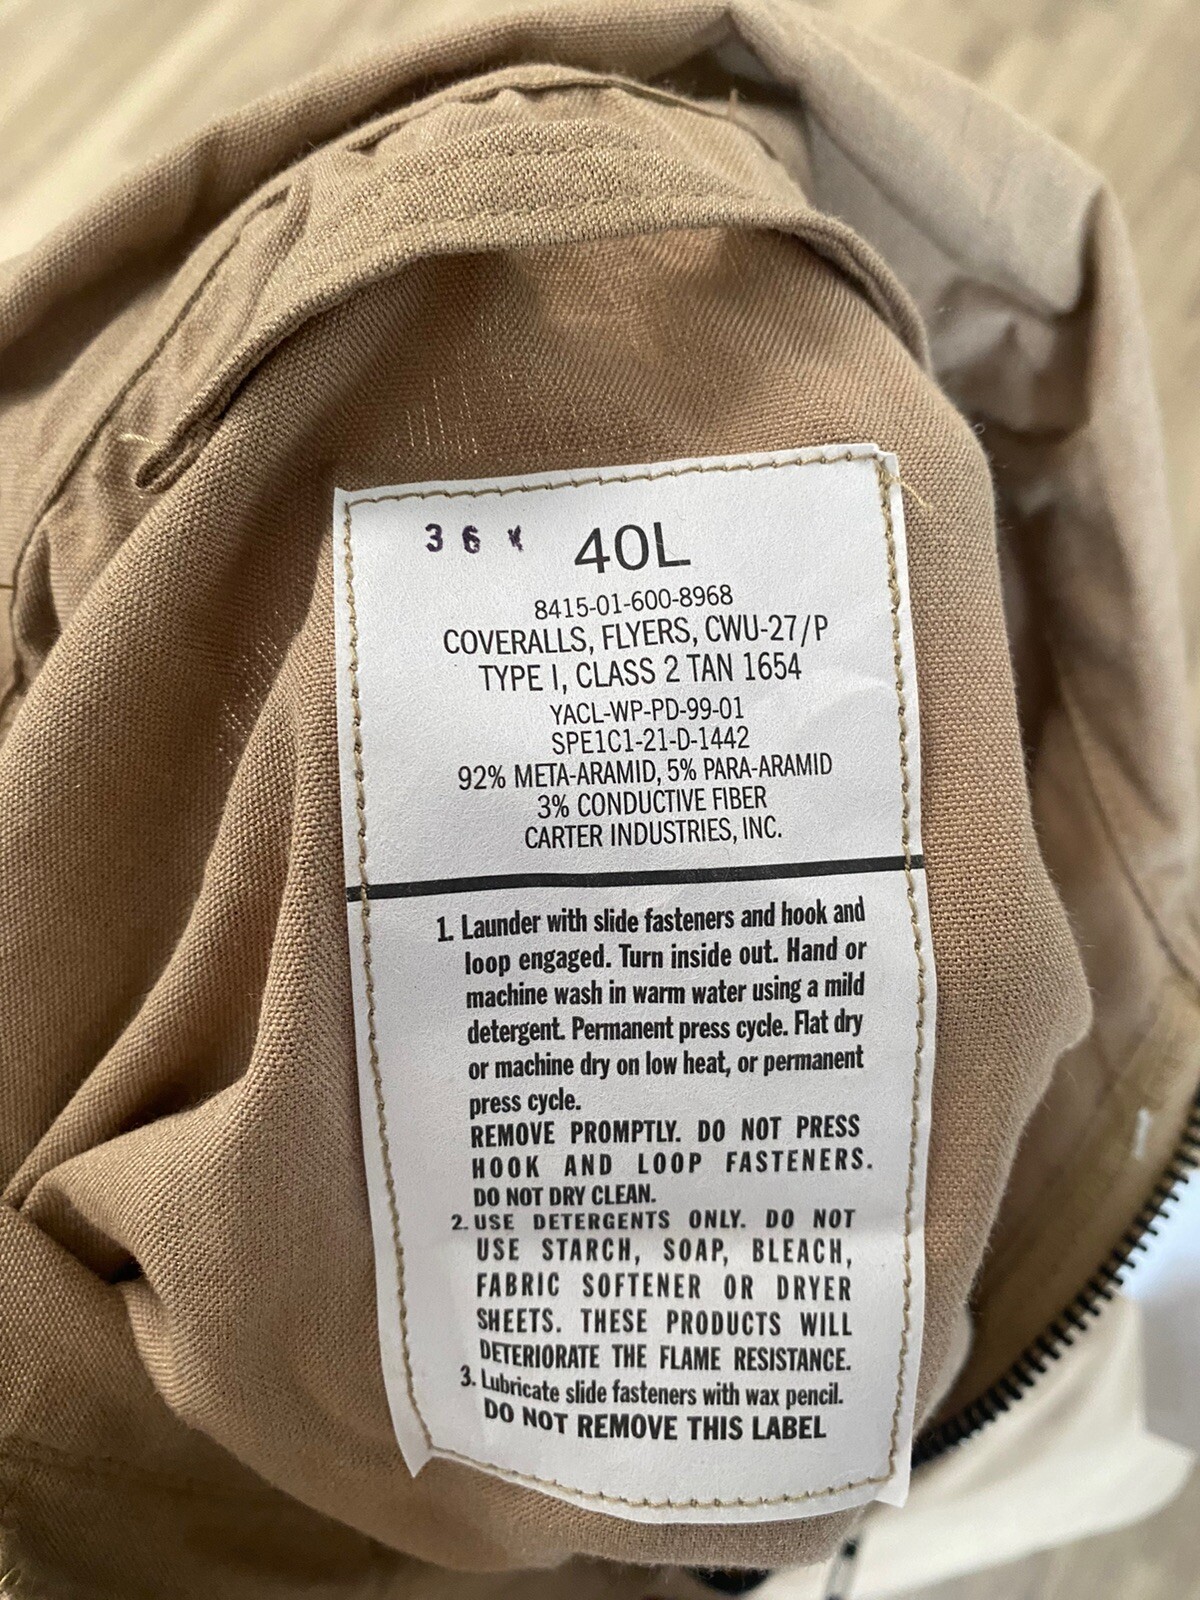 36 40L
8415-01-600-8968
COVERALLS, FLYERS, CWU-27/P
TYPE I, CLASS 2 TAN 1654
YACL-WP-PD-99-01
SPE1C1-21-D-1442
92% META-ARAMID, 5% PARA-ARAMID
3% CONDUCTIVE FIBER
CARTER INDUSTRIES, INC.
1. Launder with slide fasteners and hook and
loop engaged. Turn inside out. Hand or
machine wash in warm water using a mild
detergent. Permanent press cycle. Flat dry
or machine dry on low heat, or permanent
press cycle.
REMOVE PROMPTLY. DO NOT PRESS
HOOK AND LOOP FASTENERS.
DO NOT DRY CLEAN.
2. USE DETERGENTS ONLY. DO NOT
USE STARCH, SOAP, BLEACH,
FABRIC SOFTENER OR DRYER
SHEETS. THESE PRODUCTS WILL
DETERIORATE THE FLAME RESISTANCE.
3. Lubricate slide fasteners with wax pencil.
DO NOT REMOVE THIS LABEL